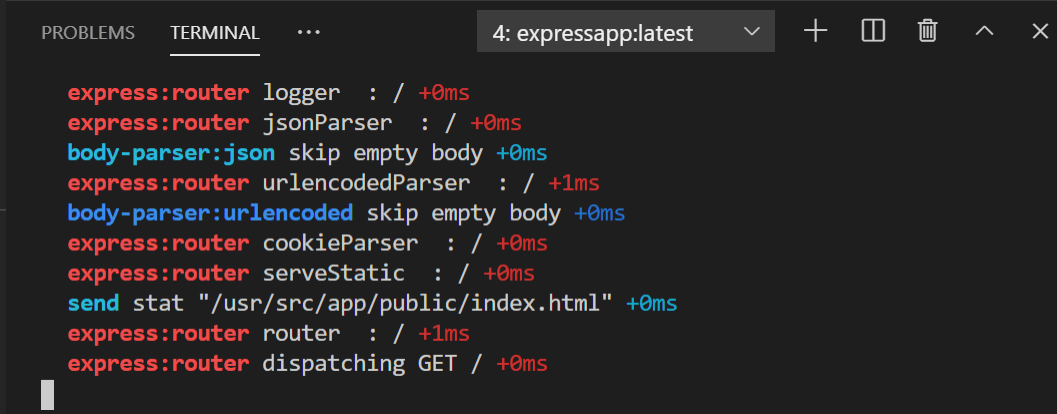 PROBLEMS TERMINAL ··· 4: expressapp:latest
express:router logger  : / +0ms
express:router jsonParser  : / +0ms
body-parser:json skip empty body +0ms
express:router urlencodedParser  : / +1ms
body-parser:urlencoded skip empty body +0ms
express:router cookieParser  : / +0ms
express:router serveStatic  : / +0ms
send stat "/usr/src/app/public/index.html" +0ms
express:router router  : / +1ms
express:router dispatching GET / +0ms